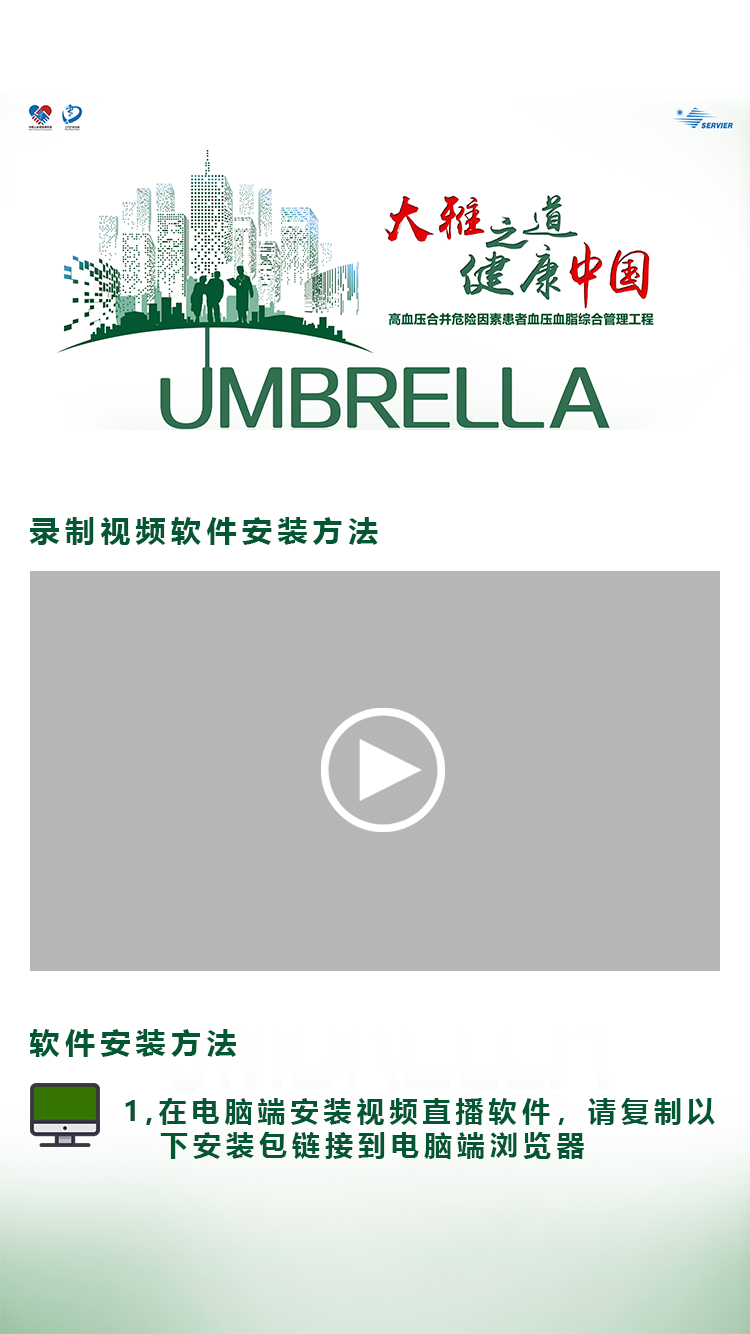 SERVIER
大雅之道
健康中国
高血压合并危险因素患者血压血脂综合管理工程
UMBRELLA
录制视频软件安装方法
软件安装方法
1,在电脑端安装视频直播软件，请复制以
下安装包链接到电脑端浏览器